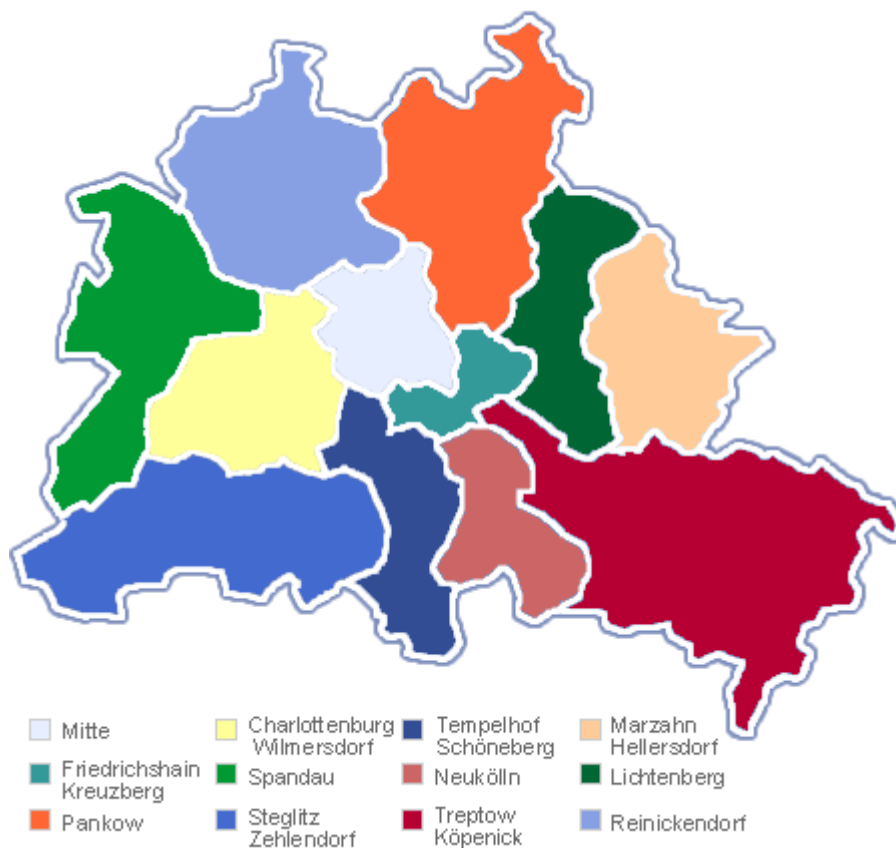 Mitte
Charlottenburg
Wilmersdorf
Tempelhof
Schöneberg
Marzahn
Hellersdorf
Friedrichshain
Kreuzberg
Spandau
Neukölln
Lichtenberg
Pankow
Steglitz
Zehlendorf
Treptow
Köpenick
Reinickendorf